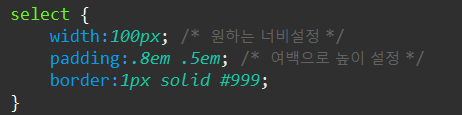 select {
width:100px; /* 원하는 너비설정 */
padding:.8em .5em; /* 여백으로 높이 설정 */
border:1px solid #999;
}